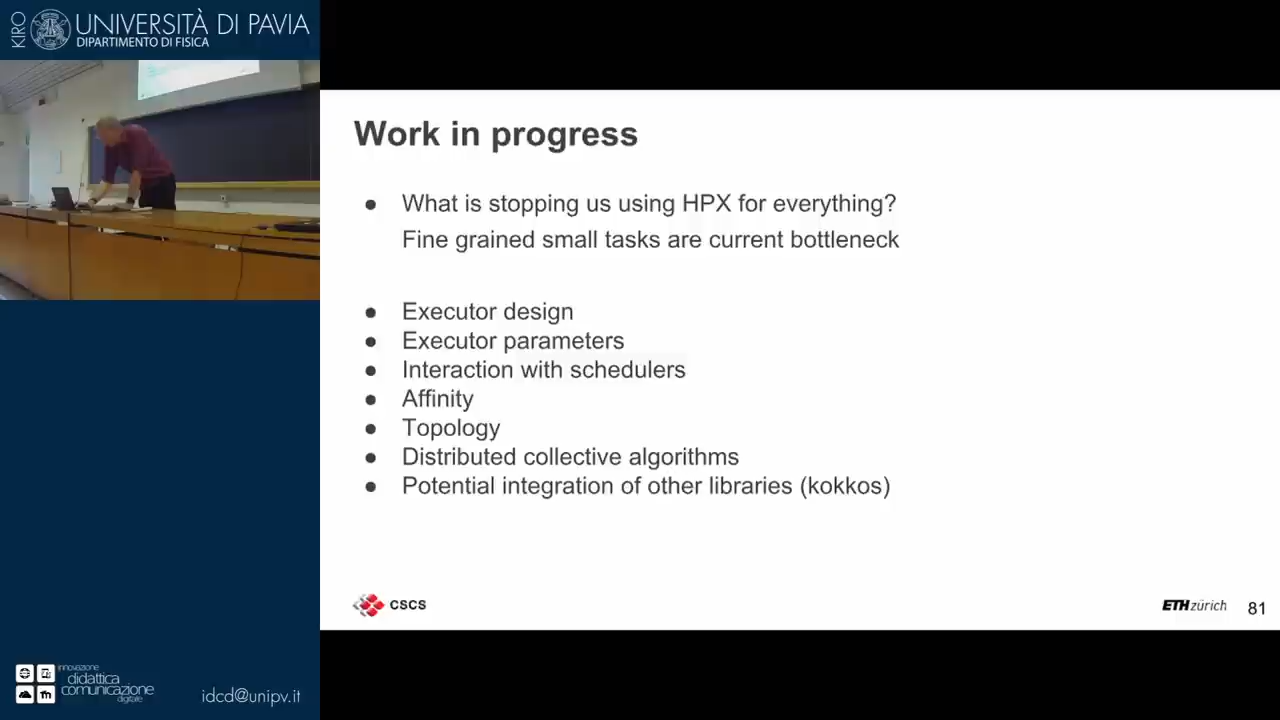 KIRO
UNIVERSITÀ DI PAVIA
DIPARTIMENTO DI FISICA
Work in progress
● What is stopping us using HPX for everything?
Fine grained small tasks are current bottleneck
● Executor design
● Executor parameters
● Interaction with schedulers
● Affinity
● Topology
● Distributed collective algorithms
● Potential integration of other libraries (kokkos)
CSCS
ETH zürich
81
innovazione
didattica
comunicazione
digitale
idcd@unipv.it